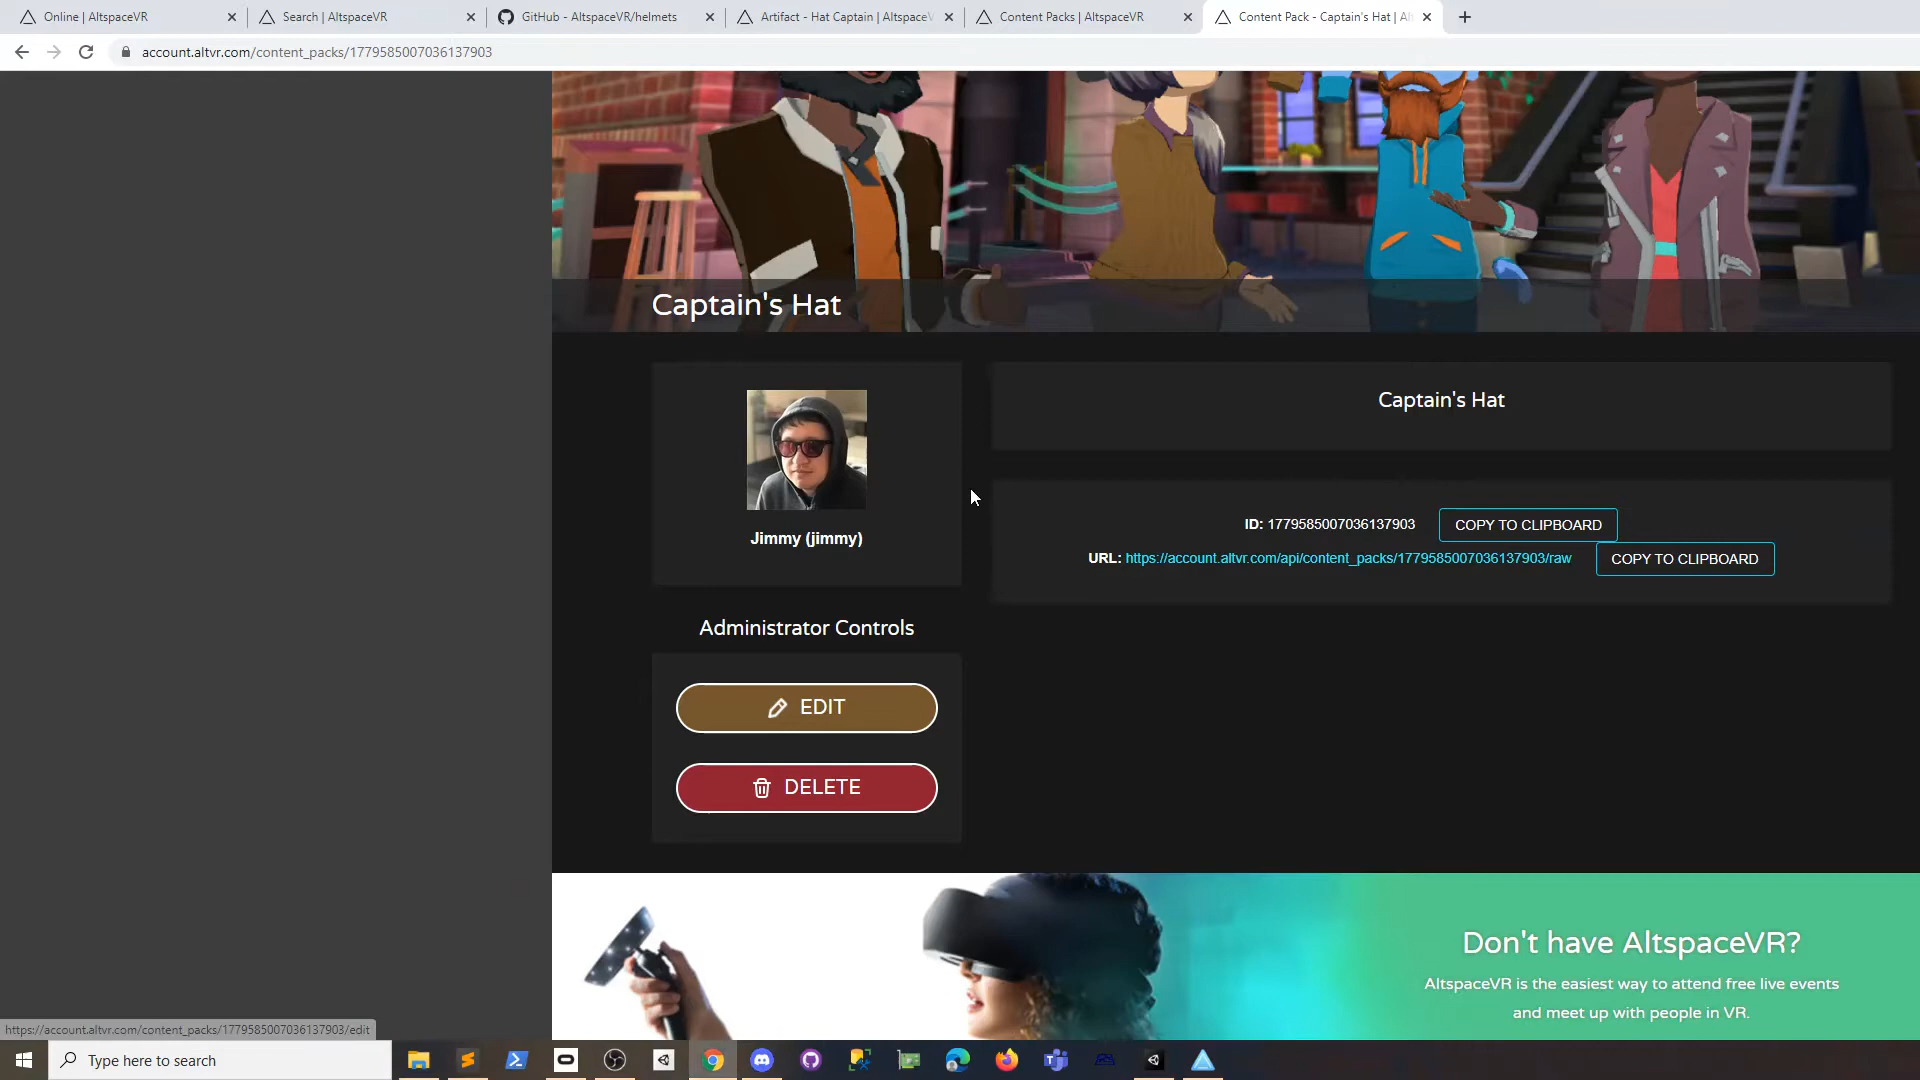 Online | AltspaceVR
Search | AltspaceVR
GitHub - AltspaceVR/helmets
Artifact - Hat Captain | AltspaceV
Content Packs | AltspaceVR
Content Pack - Captain's Hat | Al
account.altvr.com/content_packs/1779585007036137903
Captain's Hat
Captain's Hat
Jimmy (jimmy)
ID: 1779585007036137903 COPY TO CLIPBOARD
URL: https://account.altvr.com/api/content_packs/1779585007036137903/raw COPY TO CLIPBOARD
Administrator Controls
EDIT
DELETE
Don't have AltspaceVR?
AltspaceVR is the easiest way to attend free live events
and meet up with people in VR.
https://account.altvr.com/content_packs/1779585007036137903/edit
Type here to search